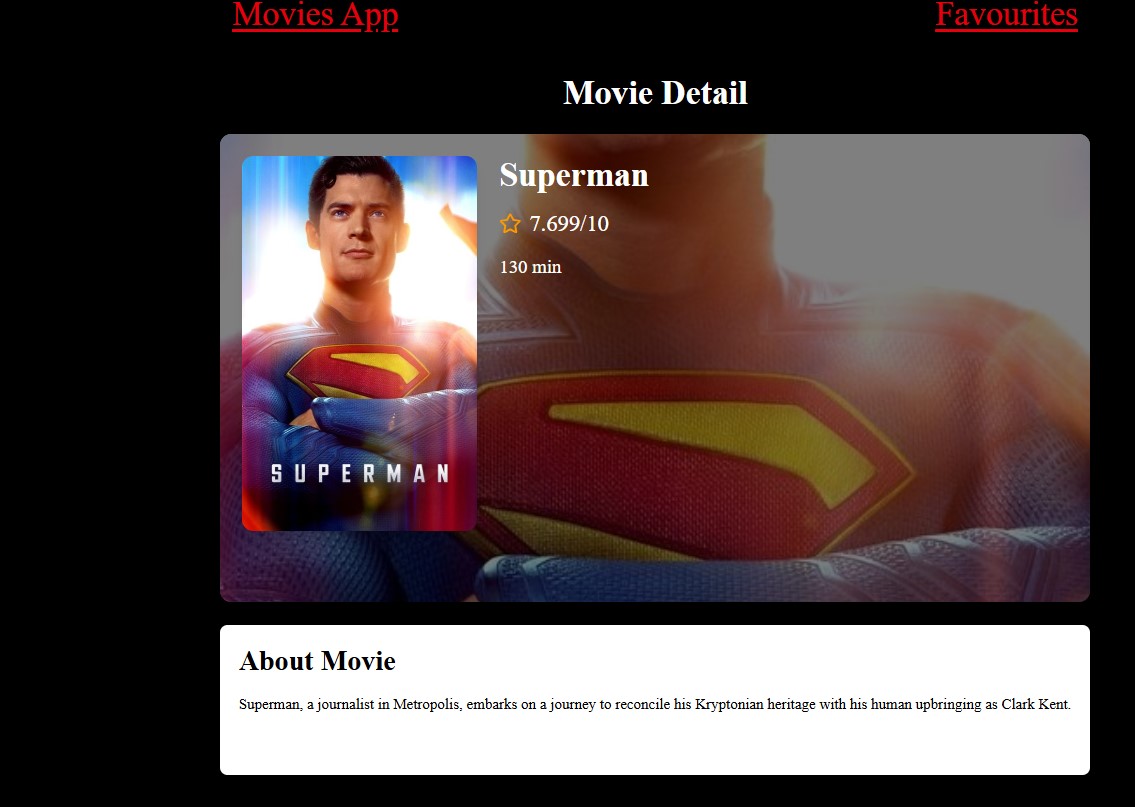 Movies App
Favourites
Movie Detail
Superman
7.699/10
130 min
SUPERMAN
About Movie
Superman, a journalist in Metropolis, embarks on a journey to reconcile his Kryptonian heritage with his human upbringing as Clark Kent.